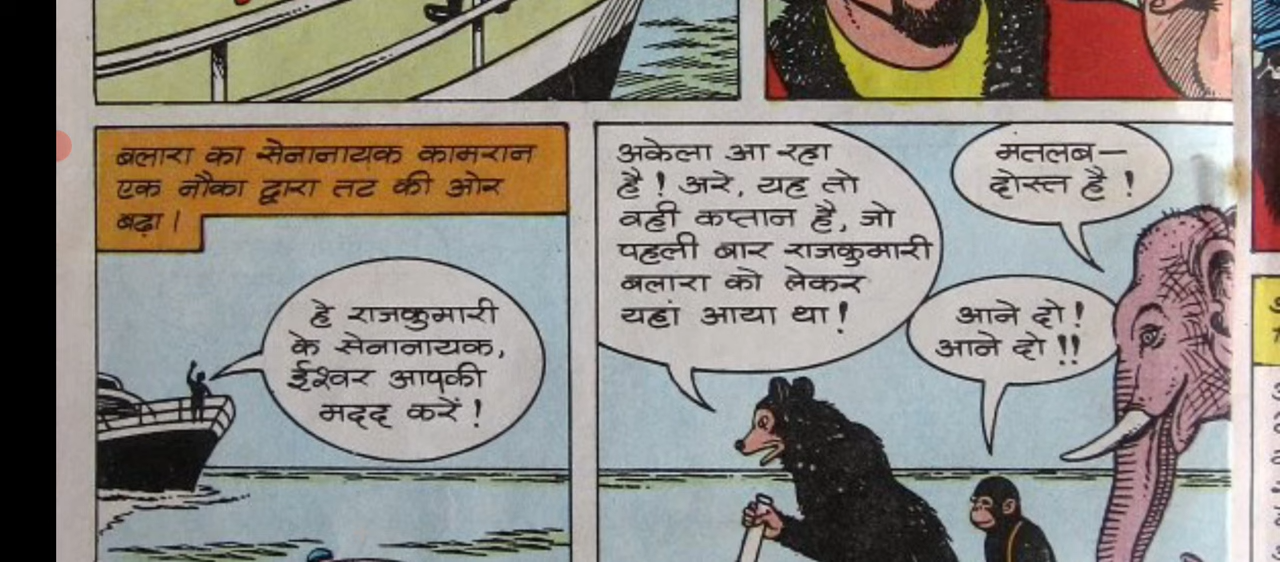 बलारा का सेनानायक कामरान
एक नौका द्वारा तट की ओर
बढ़ा।
हे राजकुमारी
के सेनानायक,
ईश्वर आपकी
मदद करें!
अकेला आ रहा
है! अरे, यह तो
वही कप्तान है, जो
पहली बार राजकुमारी
बलारा को लेकर
यहां आया था!
मतलब—
दोस्त है!
आने दो!
आने दो!!